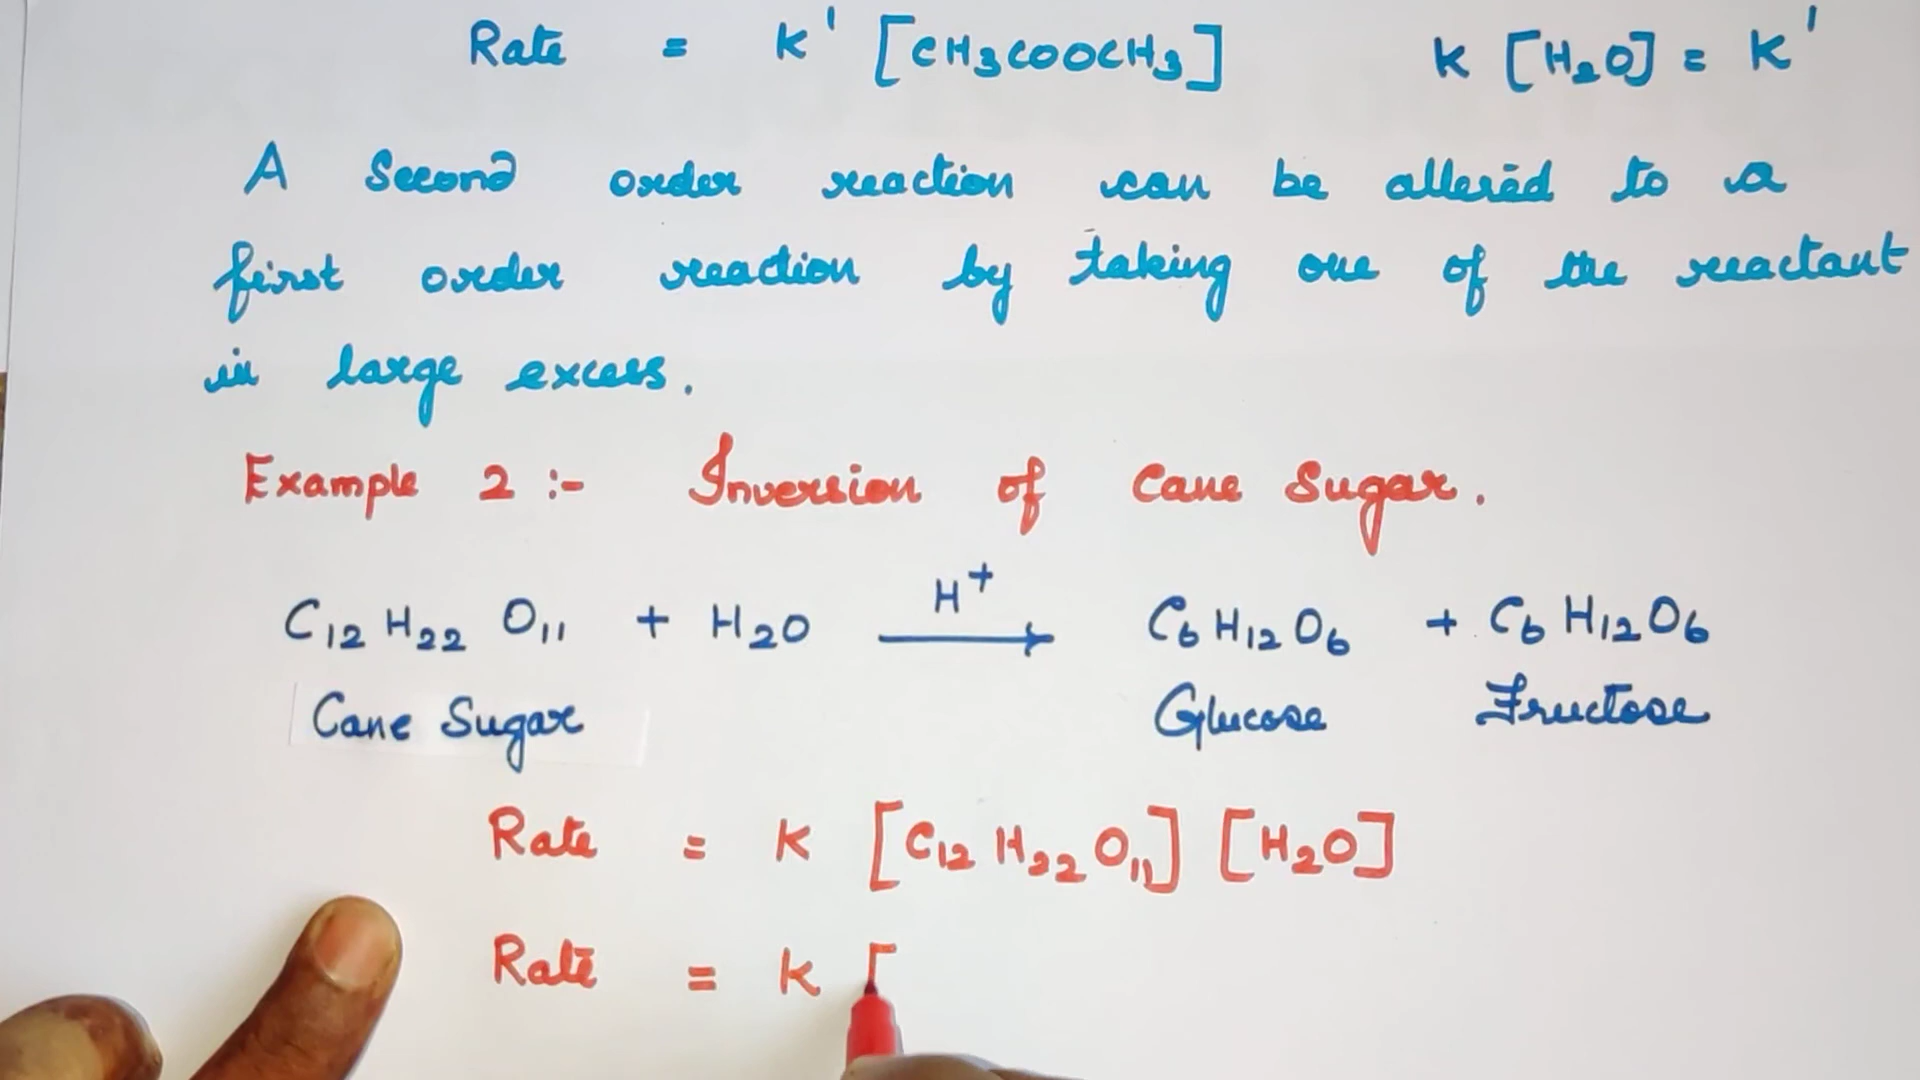 Rate = K' [CH3COOCH3] K [H2O] = K'
A Second order reaction can be altered to a
first order reaction by taking one of the reactant
in large excess.
Example 2 :- Inversion of Cane Sugar.
H+
C12 H22 O11 + H2O → C6 H12 O6 + C6 H12 O6
Cane Sugar Glucose Fructose
Rate = K [C12 H22 O11] [H2O]
Rate = K [